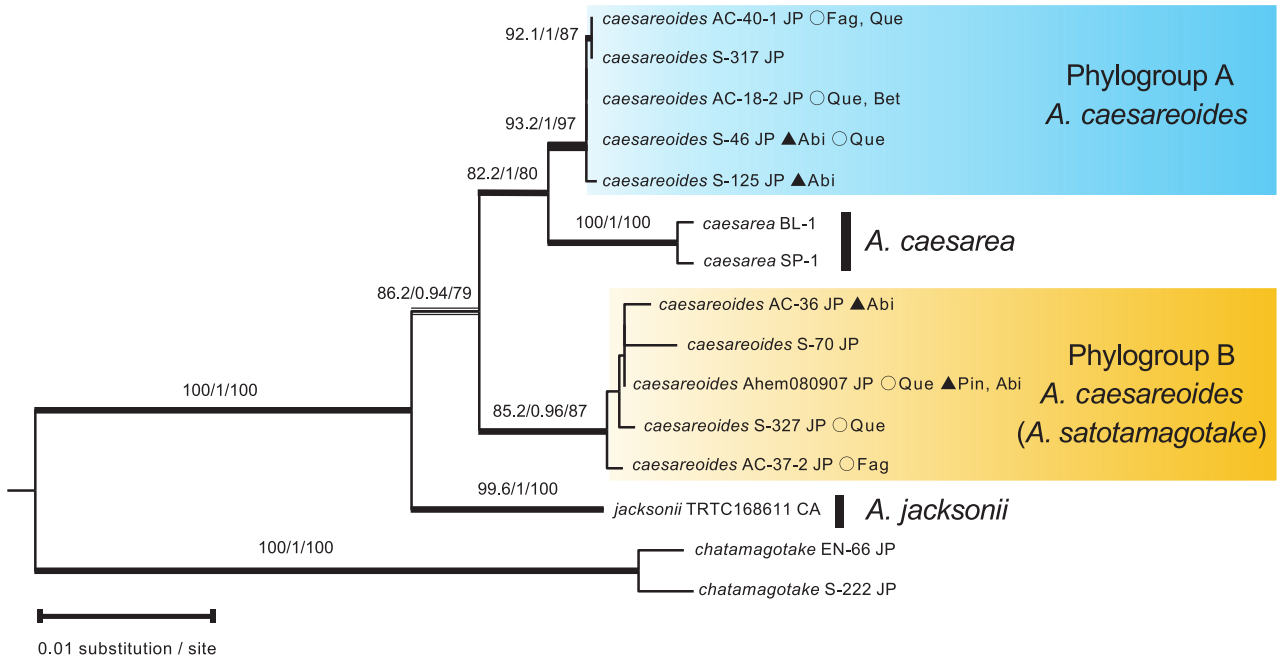 92.1/1/87
caesareoides AC-40-1 JP ○Fag, Que
caesareoides S-317 JP
caesareoides AC-18-2 JP ○Que, Bet
93.2/1/97
caesareoides S-46 JP ▲Abi ○Que
caesareoides S-125 JP ▲Abi
Phylogroup A
A. caesareoides
82.2/1/80
100/1/100
caesarea BL-1
caesarea SP-1
A. caesarea
86.2/0.94/79
caesareoides AC-36 JP ▲Abi
caesareoides S-70 JP
caesareoides Ahem080907 JP ○Que ▲Pin, Abi
85.2/0.96/87
caesareoides S-327 JP ○Que
caesareoides AC-37-2 JP ○Fag
Phylogroup B
A. caesareoides
(A. satotamagotake)
100/1/100
99.6/1/100
jacksonii TRTC168611 CA
A. jacksonii
100/1/100
chatamagotake EN-66 JP
chatamagotake S-222 JP
0.01 substitution / site